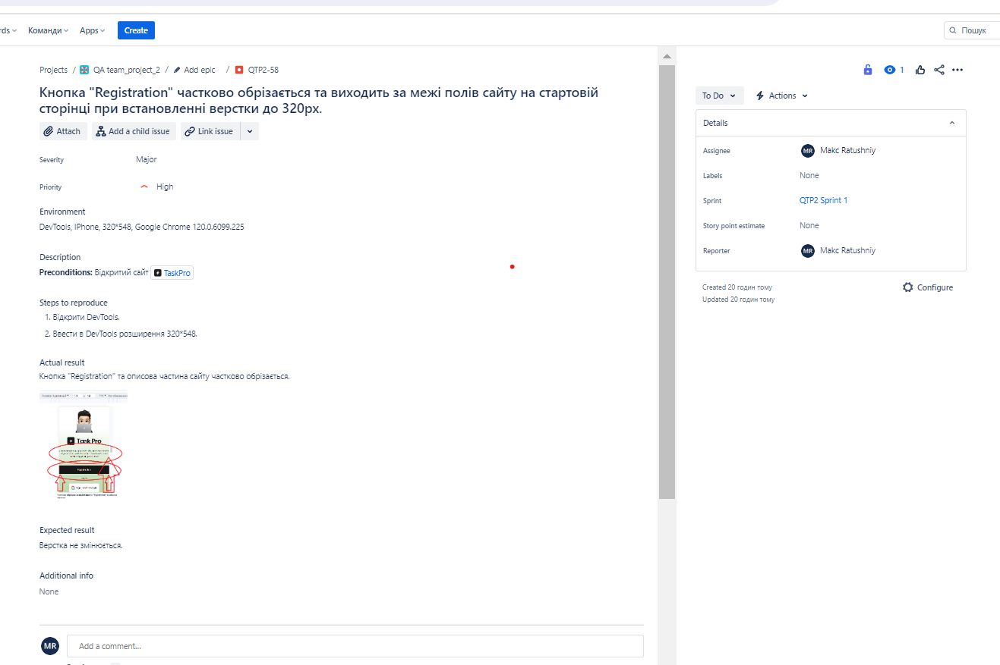 rds Команди Apps Create Пошук
Projects / QA team_project_2 / Add epic / QTP2-58 1
Кнопка "Registration" частково обрізається та виходить за межі полів сайту на стартовій
сторінці при встановленні верстки до 320px.
Attach Add a child issue Link issue
Severity Major
Priority High
Environment
DevTools, IPhone, 320*548, Google Chrome 120.0.6099.225
Description
Preconditions: Відкритий сайт TaskPro
Steps to reproduce
1. Відкрити DevTools.
2. Ввести в DevTools розширення 320*548.
Actual result
Кнопка "Registration" та описова частина сайту частково обрізається.
Task Pro
Expected result
Верстка не змінюється.
Additional info
None
MR Add a comment...
To Do Actions
Details
Assignee MR Макс Ratushniy
Labels None
Sprint QTP2 Sprint 1
Story point estimate None
Reporter MR Макс Ratushniy
Created 20 годин тому
Configure
Updated 20 годин тому